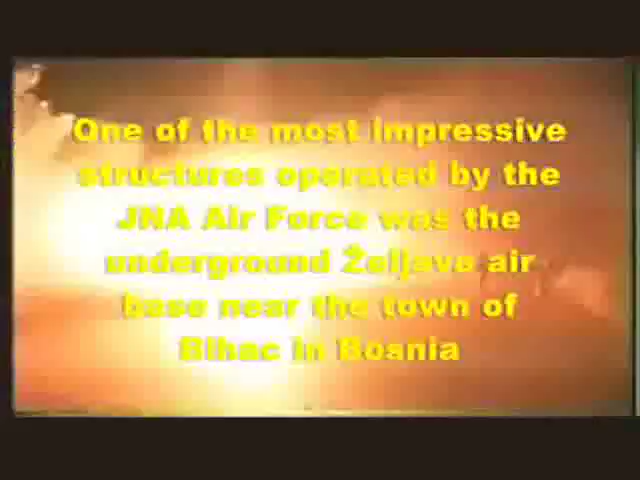 One of the most impressive
structures operated by the
JNA Air Force was the
underground Željava air
base near the town of
Bihac in Bosnia